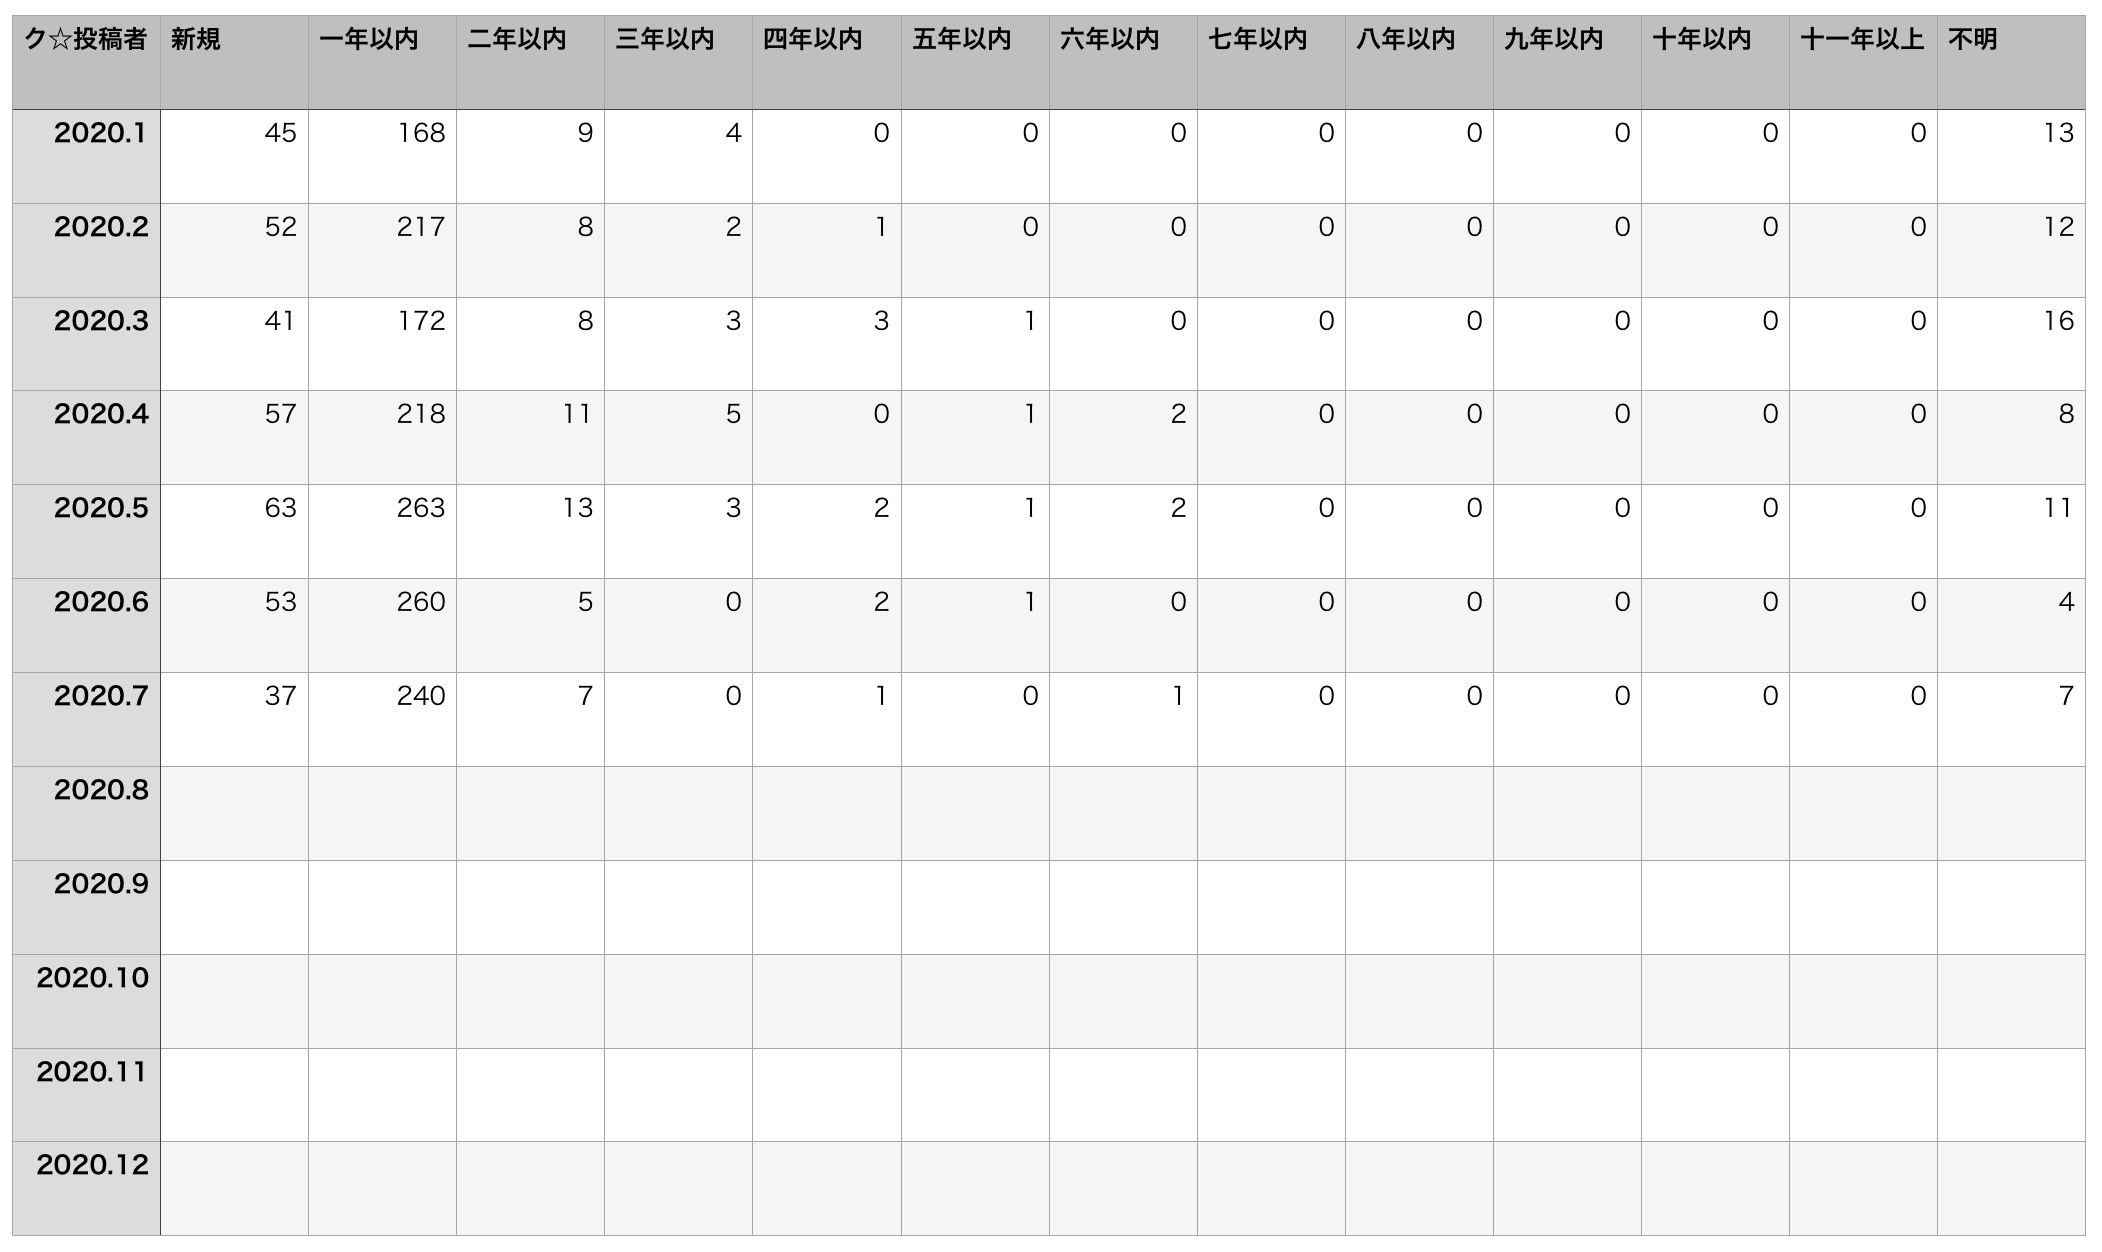 ク☆投稿者 新規 一年以内 二年以内 三年以内 四年以内 五年以内 六年以内 七年以内 八年以内 九年以内 十年以内 十一年以上 不明
2020.1 45 168 9 4 0 0 0 0 0 0 0 0 13
2020.2 52 217 8 2 1 0 0 0 0 0 0 0 12
2020.3 41 172 8 3 3 1 0 0 0 0 0 0 16
2020.4 57 218 11 5 0 1 2 0 0 0 0 0 8
2020.5 63 263 13 3 2 1 2 0 0 0 0 0 11
2020.6 53 260 5 0 2 1 0 0 0 0 0 0 4
2020.7 37 240 7 0 1 0 1 0 0 0 0 0 7
2020.8
2020.9
2020.10
2020.11
2020.12